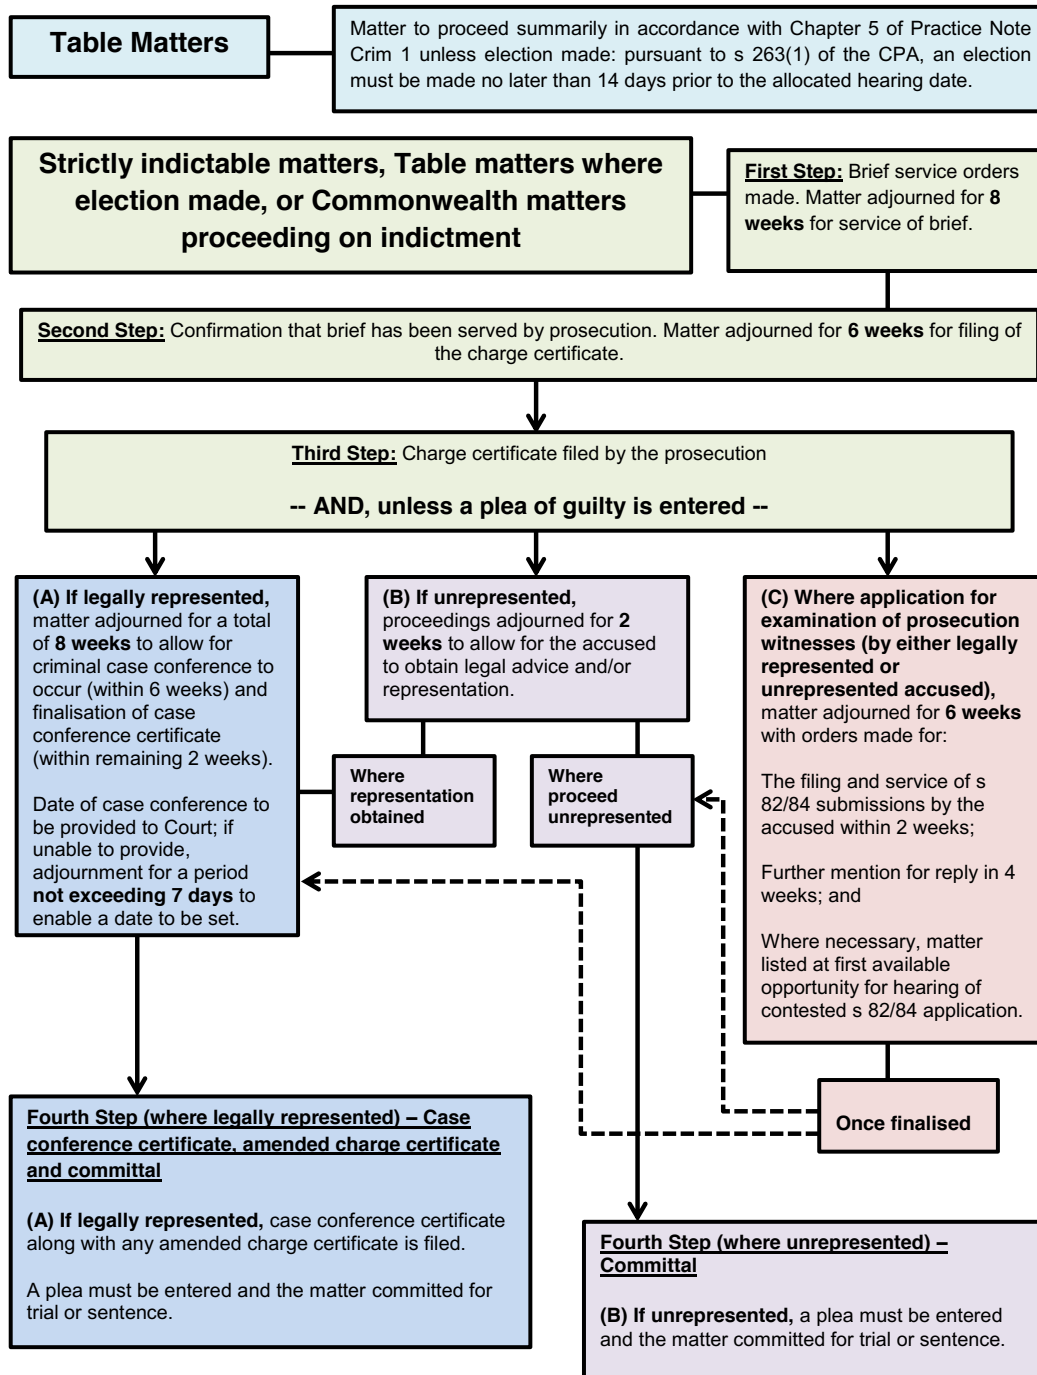 Table Matters
Matter to proceed summarily in accordance with Chapter 5 of Practice Note
Crim 1 unless election made: pursuant to s 263(1) of the CPA, an election
must be made no later than 14 days prior to the allocated hearing date.
Strictly indictable matters, Table matters where
election made, or Commonwealth matters
proceeding on indictment
First Step: Brief service orders
made. Matter adjourned for 8
weeks for service of brief.
Second Step: Confirmation that brief has been served by prosecution. Matter adjourned for 6 weeks for filing of
the charge certificate.
Third Step: Charge certificate filed by the prosecution
-- AND, unless a plea of guilty is entered --
(A) If legally represented,
matter adjourned for a total
of 8 weeks to allow for
criminal case conference to
occur (within 6 weeks) and
finalisation of case
conference certificate
(within remaining 2 weeks).
Date of case conference to
be provided to Court; if
unable to provide,
adjournment for a period
not exceeding 7 days to
enable a date to be set.
(B) If unrepresented,
proceedings adjourned for 2
weeks to allow for the accused
to obtain legal advice and/or
representation.
Where
representation
obtained
Where
proceed
unrepresented
(C) Where application for
examination of prosecution
witnesses (by either legally
represented or
unrepresented accused),
matter adjourned for 6 weeks
with orders made for:
The filing and service of s
82/84 submissions by the
accused within 2 weeks;
Further mention for reply in 4
weeks; and
Where necessary, matter
listed at first available
opportunity for hearing of
contested s 82/84 application.
Once finalised
Fourth Step (where legally represented) – Case
conference certificate, amended charge certificate
and committal
(A) If legally represented, case conference certificate
along with any amended charge certificate is filed.
A plea must be entered and the matter committed for
trial or sentence.
Fourth Step (where unrepresented) –
Committal
(B) If unrepresented, a plea must be entered
and the matter committed for trial or sentence.